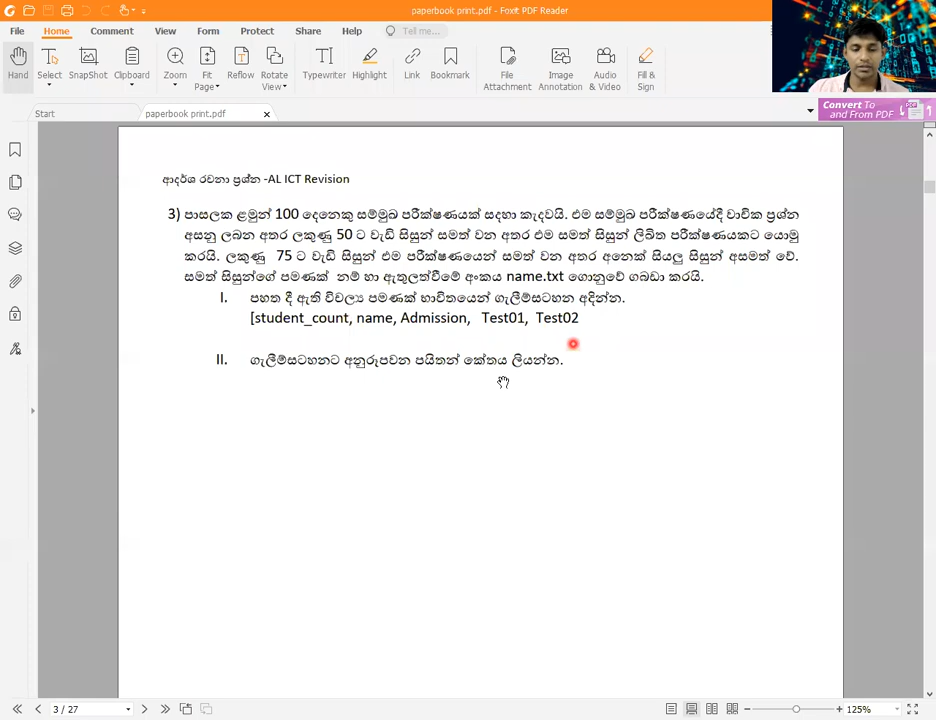 paperbook print.pdf - Foxit PDF Reader
File Home Comment View Form Protect Share Help Tell me...
Hand Select SnapShot Clipboard Zoom Fit Page Reflow Rotate View Typewriter Highlight Link Bookmark File Attachment Image Annotation Audio & Video Fill & Sign
Start paperbook print.pdf
Convert To
and From PDF
ආදර්ශ රචනා ප්‍රශ්න -AL ICT Revision
3) පාසලක ළමුන් 100 දෙනෙකු සම්මුඛ පරීක්ෂණයක් සදහා කැදවයි. එම සම්මුඛ පරීක්ෂණයේදී වාචික ප්‍රශ්න
අසනු ලබන අතර ලකුණු 50 ට වැඩි සිසුන් සමත් වන අතර එම සමත් සිසුන් ලිඛිත පරීක්ෂණයකට යොමු
කරයි. ලකුණු 75 ට වැඩි සිසුන් එම පරීක්ෂණයෙන් සමත් වන අතර අනෙක් සියලු සිසුන් අසමත් වේ.
සමත් සිසුන්ගේ පමණක් නම් හා ඇතුලත්වීමේ අංකය name.txt ගොනුවේ ගබඩා කරයි.
I. පහත දී ඇති විචල්‍ය පමණක් භාවිතයෙන් ගැලීම්සටහන අදින්න.
[student_count, name, Admission, Test01, Test02
II. ගැලීම්සටහනට අනුරූපවන පයිතන් කේතය ලියන්න.
3 / 27
125%